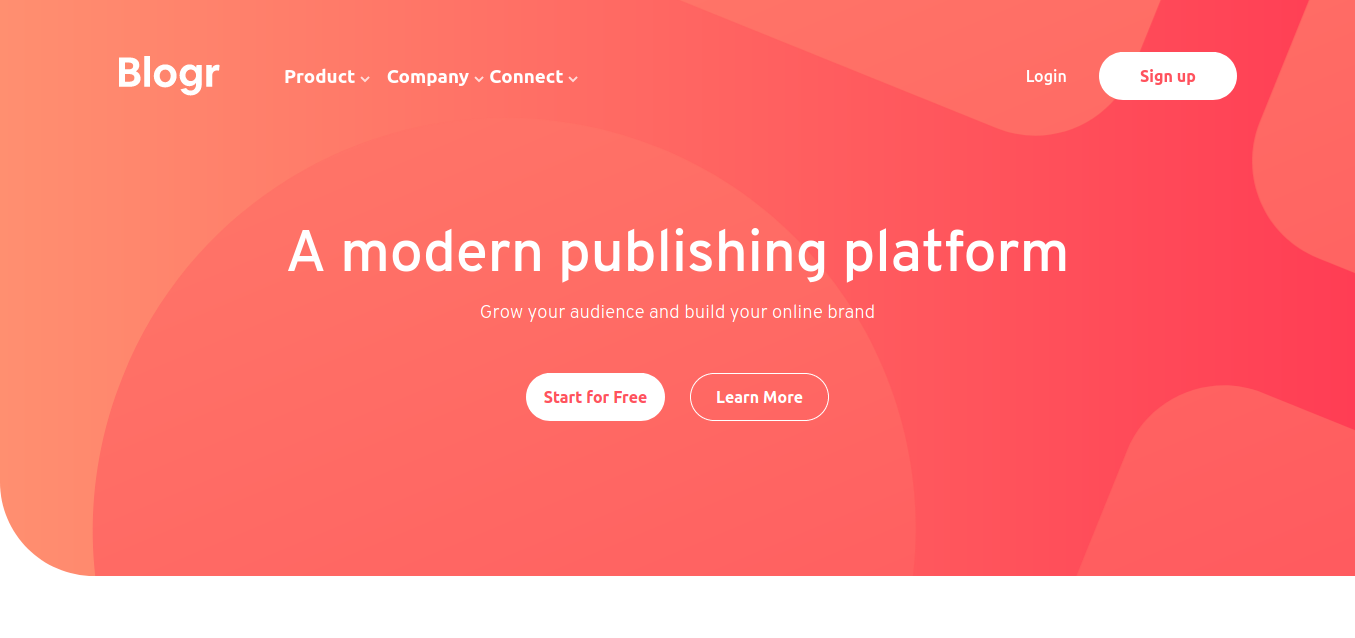 Blogr Product Company Connect Login Sign up
A modern publishing platform
Grow your audience and build your online brand
Start for Free Learn More